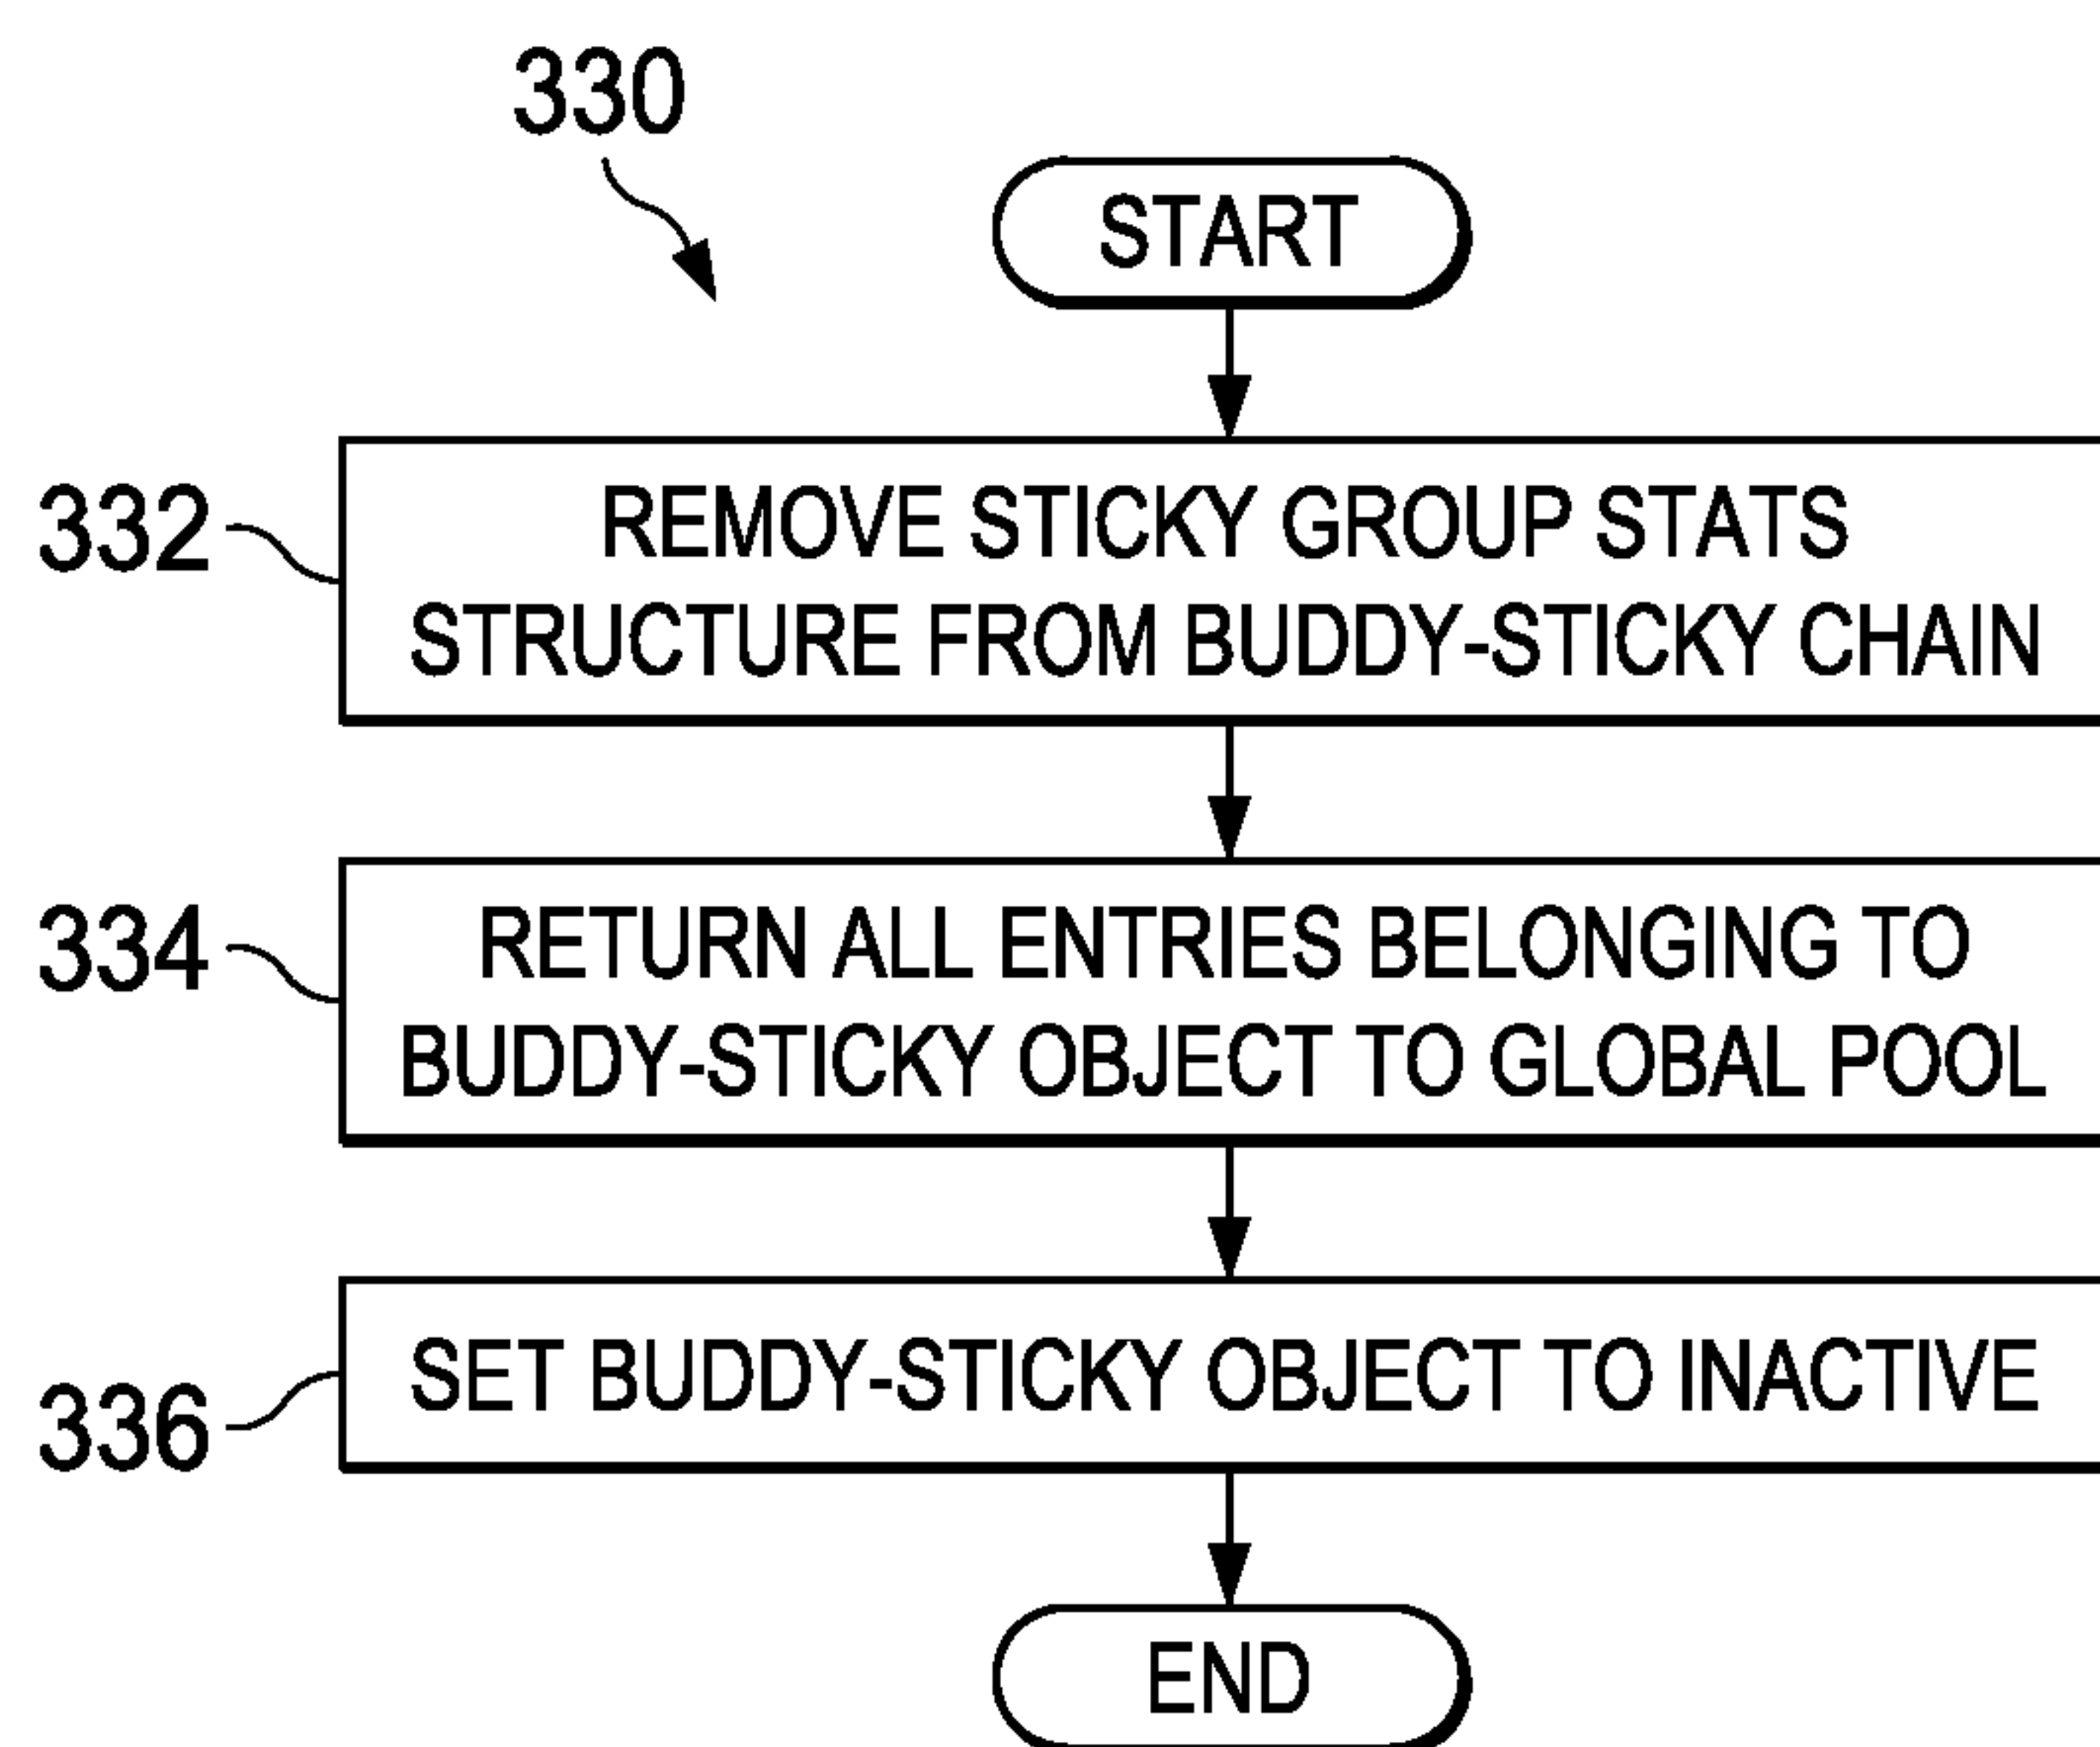 330
START
332
REMOVE STICKY GROUP STATS
STRUCTURE FROM BUDDY-STICKY CHAIN
334
RETURN ALL ENTRIES BELONGING TO
BUDDY-STICKY OBJECT TO GLOBAL POOL
336
SET BUDDY-STICKY OBJECT TO INACTIVE
END